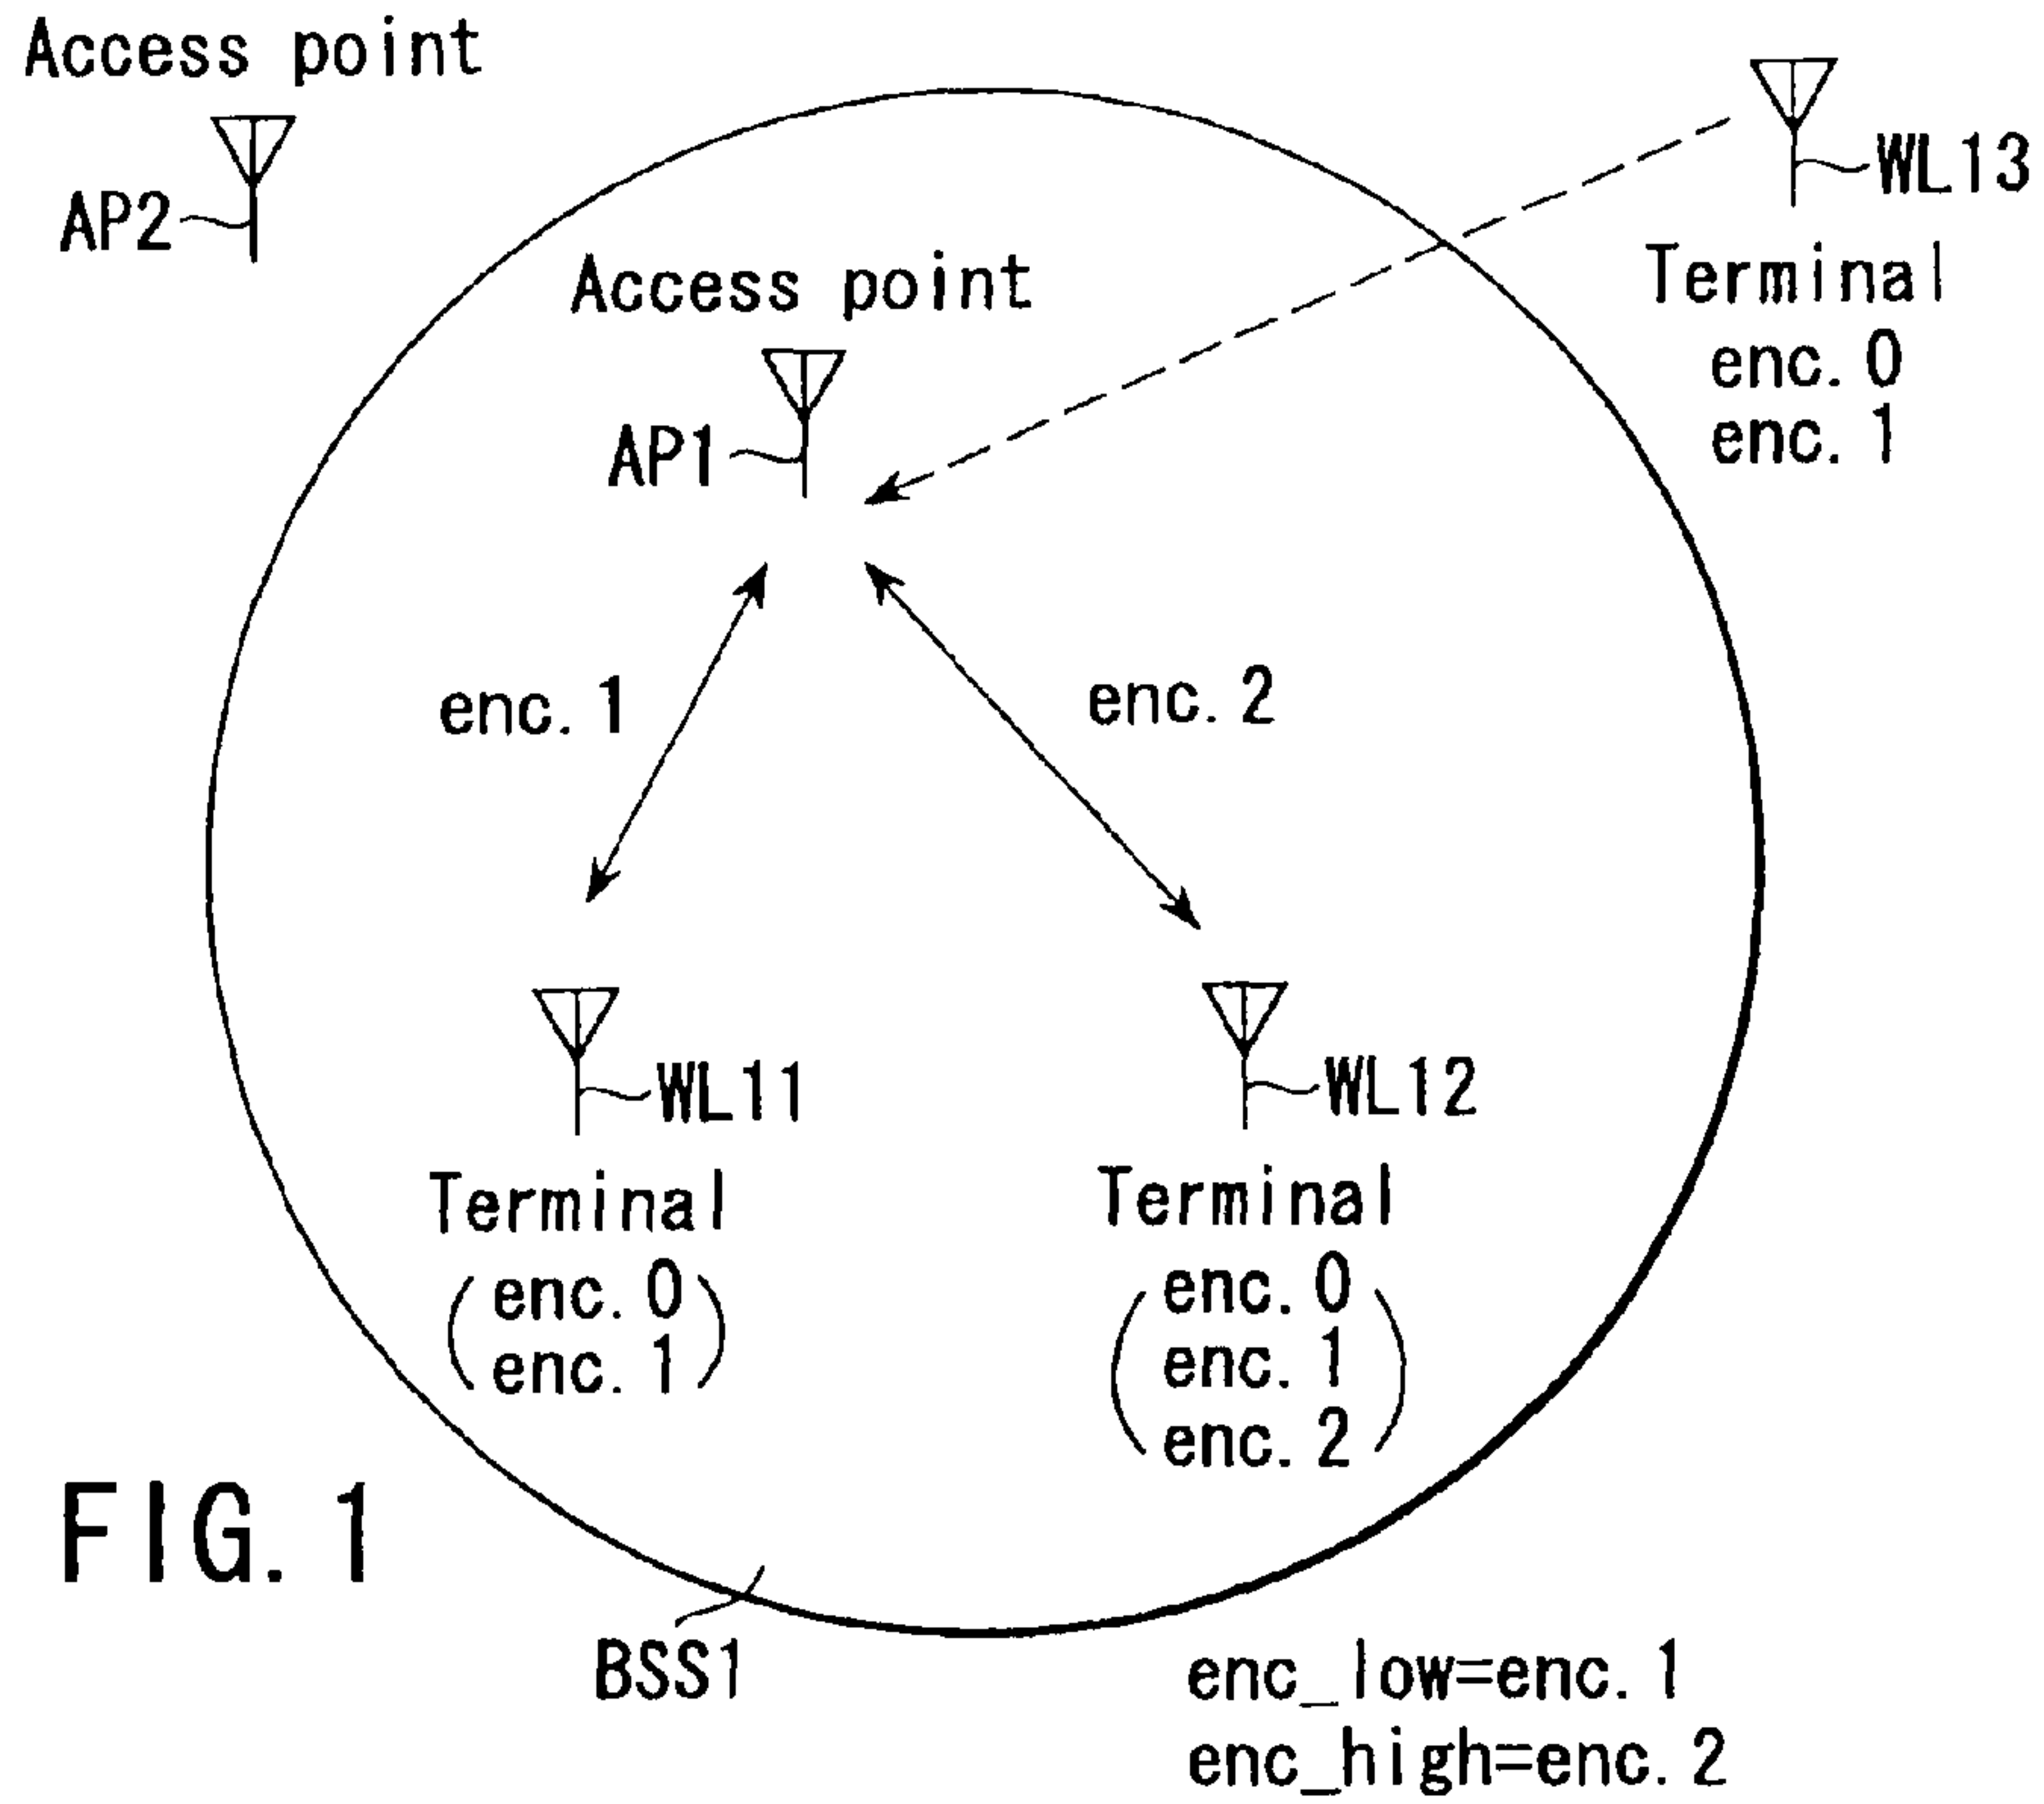 Access point
AP2
WL13
Terminal
enc. 0
enc. 1
Access point
AP1
enc. 1
enc. 2
WL11
Terminal
enc. 0
enc. 1
WL12
Terminal
enc. 0
enc. 1
enc. 2
FIG. 1
BSS1
enc_low=enc. 1
enc_high=enc. 2